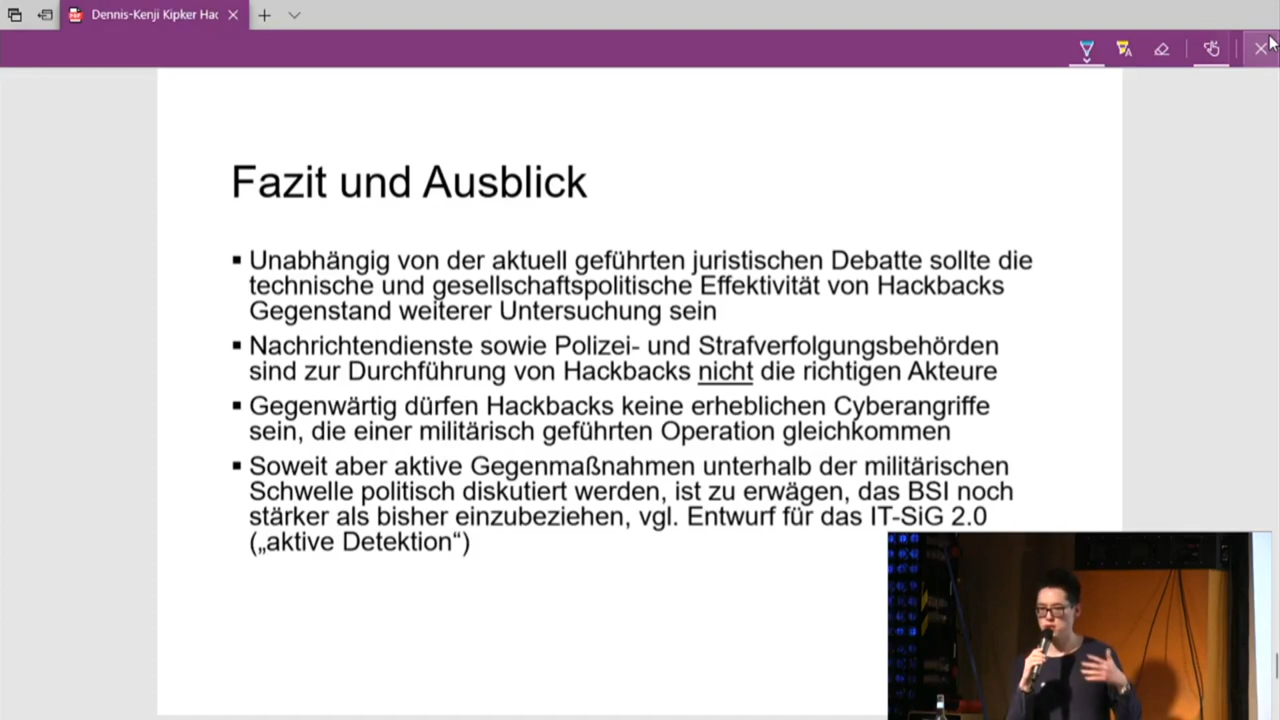 Dennis-Kenji Kipker Hac
Fazit und Ausblick
▪ Unabhängig von der aktuell geführten juristischen Debatte sollte die
technische und gesellschaftspolitische Effektivität von Hackbacks
Gegenstand weiterer Untersuchung sein
▪ Nachrichtendienste sowie Polizei- und Strafverfolgungsbehörden
sind zur Durchführung von Hackbacks nicht die richtigen Akteure
▪ Gegenwärtig dürfen Hackbacks keine erheblichen Cyberangriffe
sein, die einer militärisch geführten Operation gleichkommen
▪ Soweit aber aktive Gegenmaßnahmen unterhalb der militärischen
Schwelle politisch diskutiert werden, ist zu erwägen, das BSI noch
stärker als bisher einzubeziehen, vgl. Entwurf für das IT-SiG 2.0
(„aktive Detektion“)